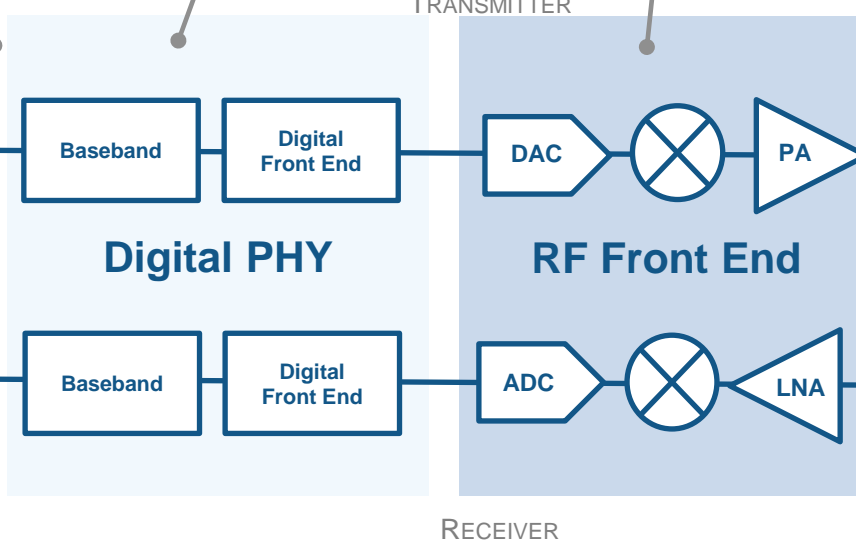 TRANSMITTER
Baseband
Digital
Front End
DAC
PA
Digital PHY
RF Front End
Baseband
Digital
Front End
ADC
LNA
RECEIVER